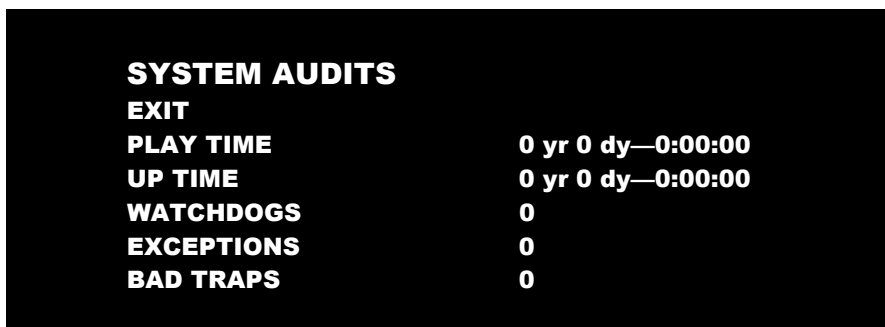 SYSTEM AUDITS
EXIT
PLAY TIME 0 yr 0 dy—0:00:00
UP TIME 0 yr 0 dy—0:00:00
WATCHDOGS 0
EXCEPTIONS 0
BAD TRAPS 0